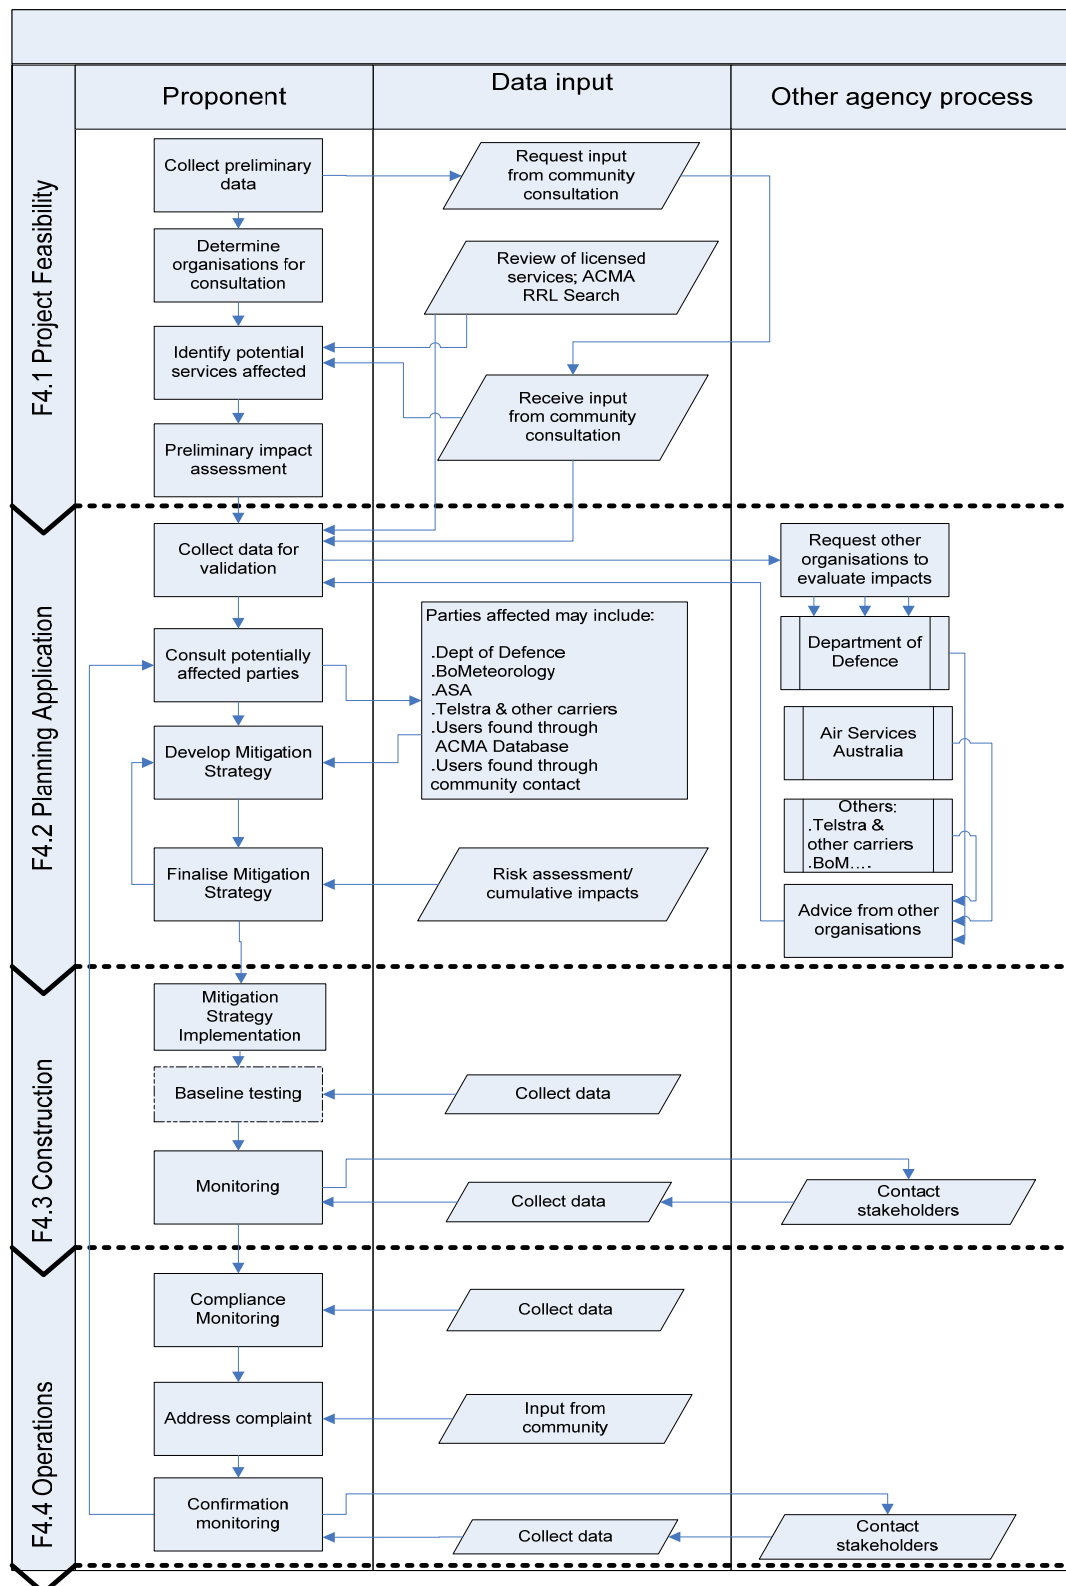 Proponent
Data input
Other agency process
F4.1 Project Feasibility
Collect preliminary
data
Request input
from community
consultation
Determine
organisations for
consultation
Review of licensed
services; ACMA
RRL Search
Identify potential
services affected
Receive input
from community
consultation
Preliminary impact
assessment
F4.2 Planning Application
Collect data for
validation
Request other
organisations to
evaluate impacts
Consult potentially
affected parties
Parties affected may include:
.Dept of Defence
.BoMeteorology
.ASA
.Telstra & other carriers
.Users found through
ACMA Database
.Users found through
community contact
Department of
Defence
Develop Mitigation
Strategy
Air Services
Australia
Others:
.Telstra &
other carriers
.BoM....
Finalise Mitigation
Strategy
Risk assessment/
cumulative impacts
Advice from other
organisations
F4.3 Construction
Mitigation
Strategy
Implementation
Baseline testing
Collect data
Monitoring
Collect data
Contact
stakeholders
F4.4 Operations
Compliance
Monitoring
Collect data
Address complaint
Input from
community
Confirmation
monitoring
Collect data
Contact
stakeholders